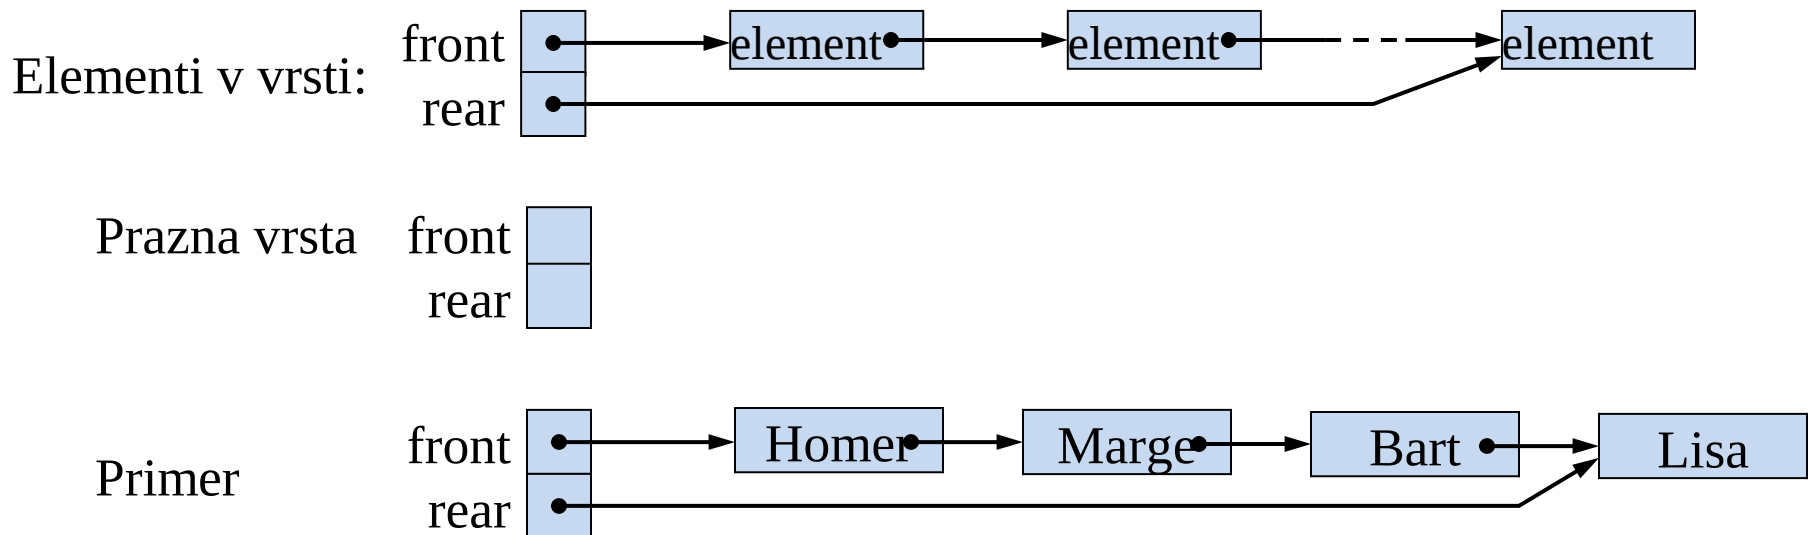 front element element element
Elementi v vrsti:
rear
Prazna vrsta front
rear
front Homer Marge Bart Lisa
Primer
rear